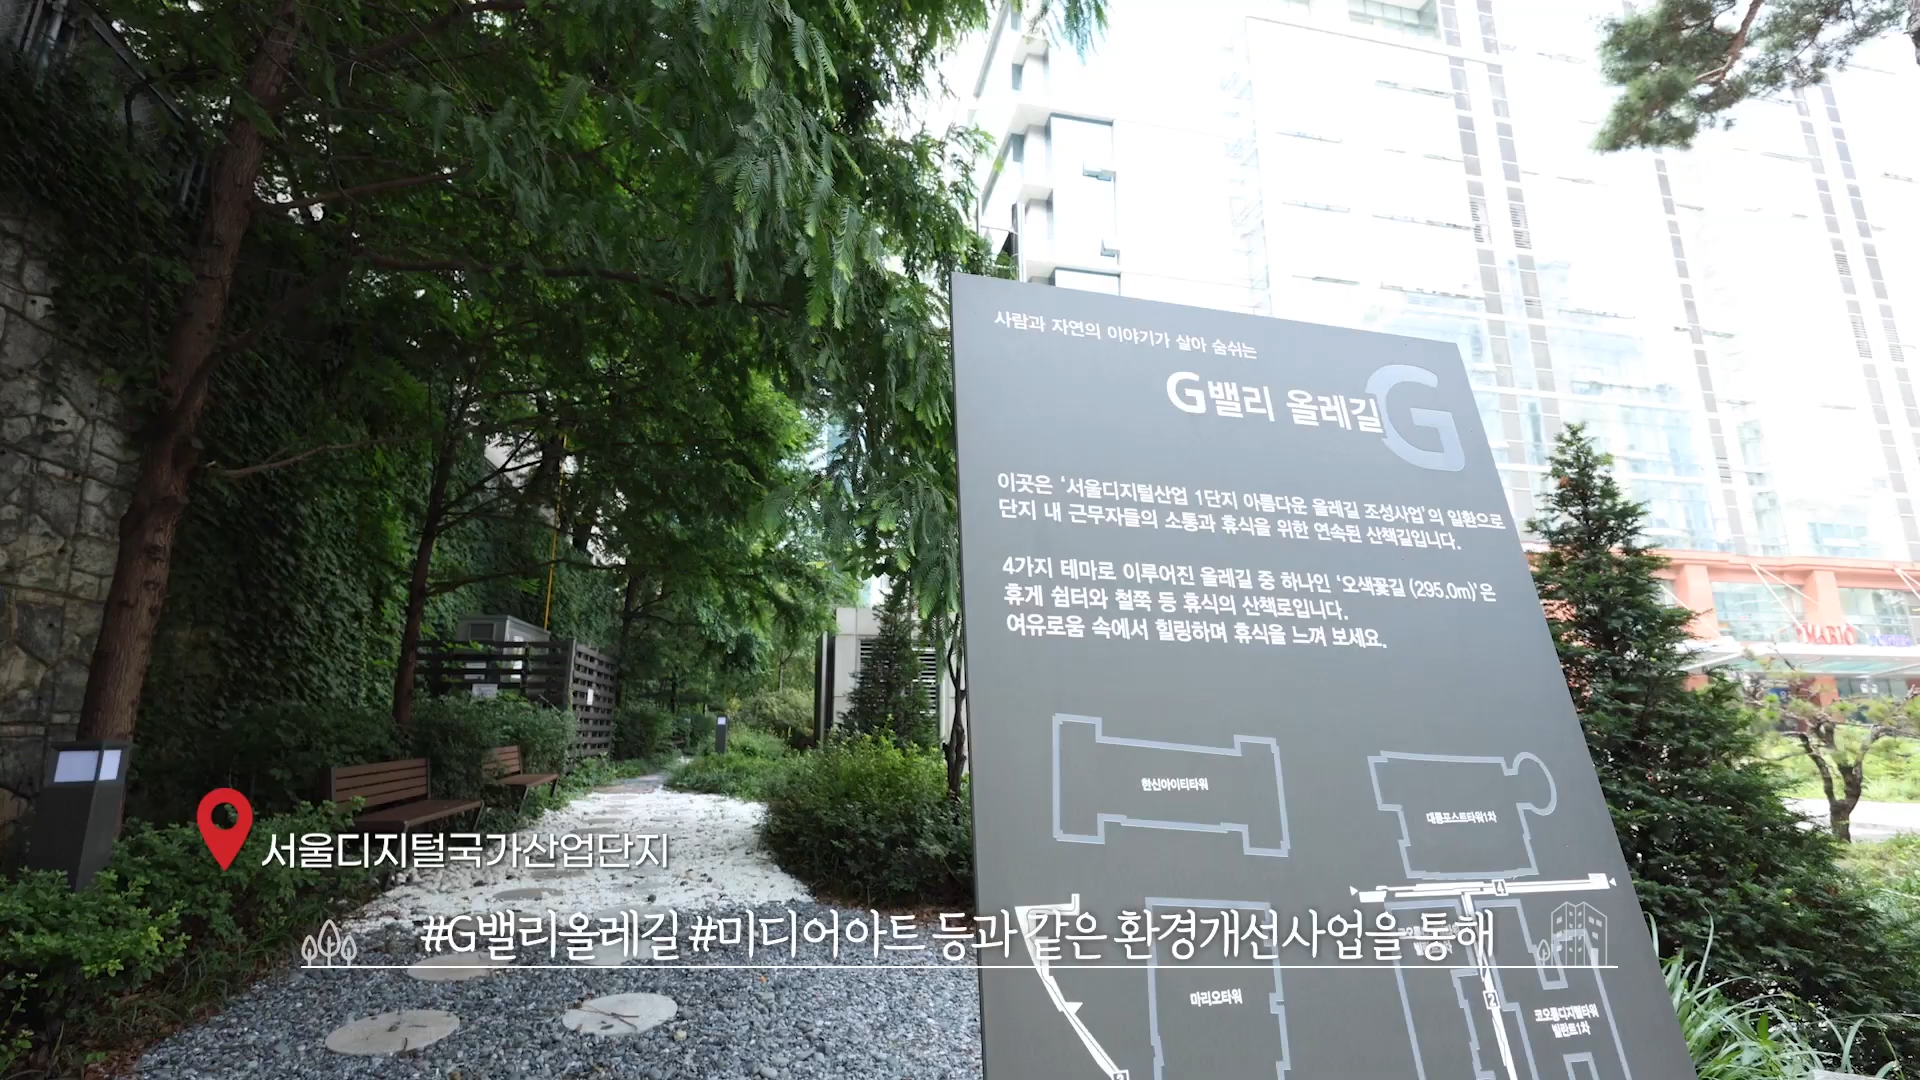 사람과 자연의 이야기가 살아 숨쉬는
G밸리 올레길
G
이곳은 '서울디지털산업 1단지 아름다운 올레길 조성사업'의 일환으로
단지 내 근무자들의 소통과 휴식을 위한 연속된 산책길입니다.
4가지 테마로 이루어진 올레길 중 하나인 '오색꽃길 (295.0m)'은
휴게 쉼터와 철쭉 등 휴식의 산책로입니다.
여유로움 속에서 힐링하며 휴식을 느껴 보세요.
MARIO
한신아이티타워
대륭포스트타워1차
서울디지털국가산업단지
4
#G밸리올레길 #미디어아트 등과 같은 환경개선사업을 통해
마리오타워
2
코오롱디지털타워
빌란트1차
3